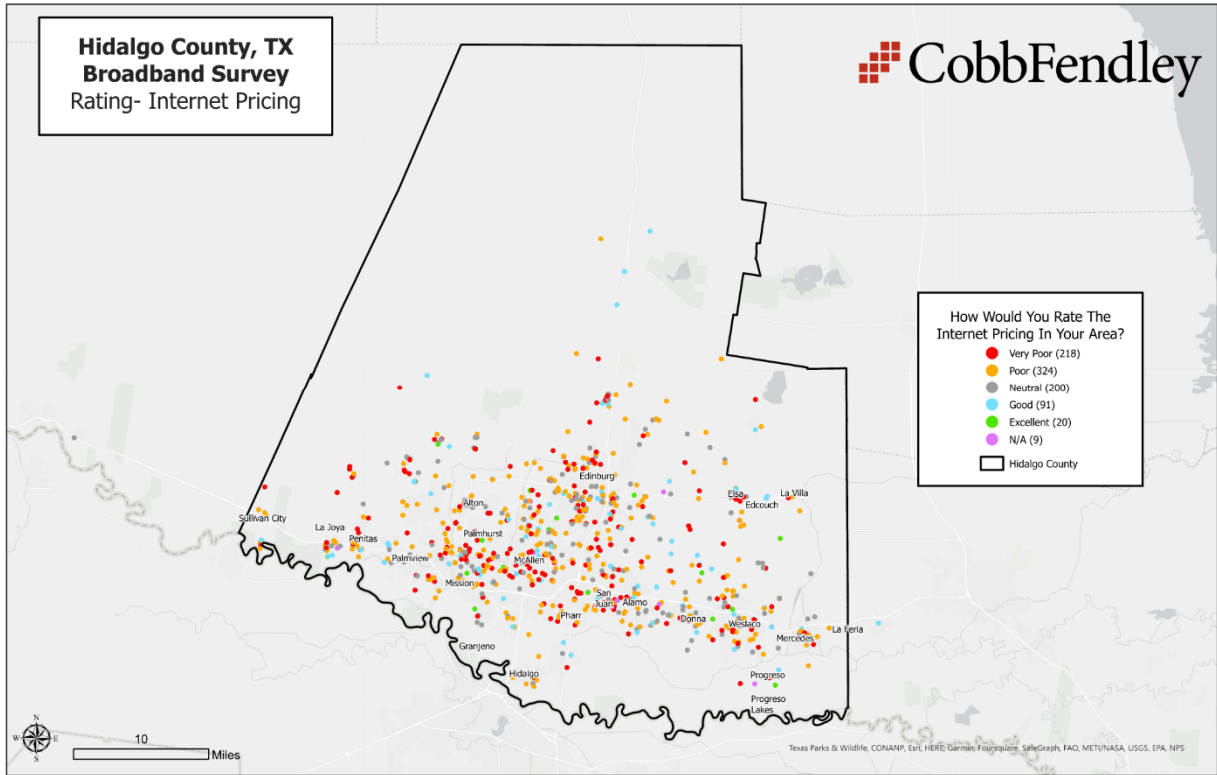 Hidalgo County, TX
Broadband Survey
Rating- Internet Pricing
CobbFendley
How Would You Rate The
Internet Pricing In Your Area?
Very Poor (218)
Poor (324)
Neutral (200)
Good (91)
Excellent (20)
N/A (9)
Hidalgo County
Edinburg
Elsa
La Villa
Edcouch
Alton
Sullivan City
La Joya
Penitas
Palmhurst
Palmview
McAllen
Mission
San
Juan
Alamo
Pharr
Donna
Weslaco
Mercedes
La Feria
Granjeno
Hidalgo
Progreso
Progreso
Lakes
N
W
E
S
10
Miles
Texas Parks & Wildlife, CONANP, Esri, HERE, Garmin, Foursquare, SafeGraph, FAO, METI/NASA, USGS, EPA, NPS